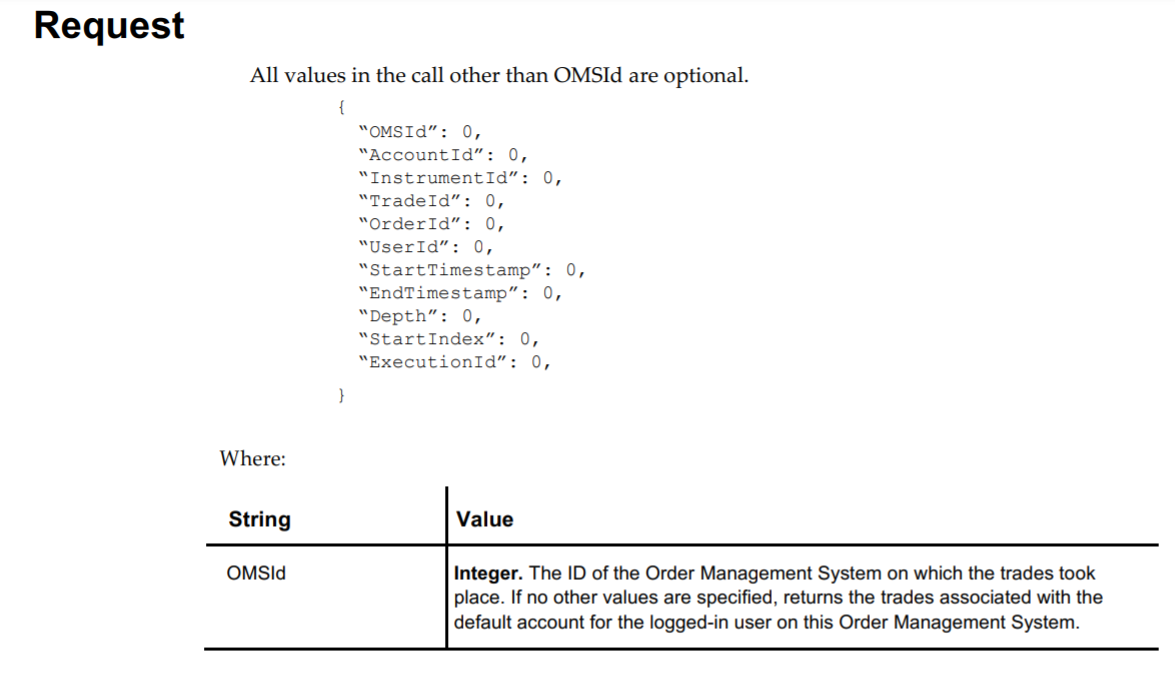 Request
All values in the call other than OMSId are optional.
{
“OMSId”: 0,
“AccountId”: 0,
“InstrumentId”: 0,
“TradeId”: 0,
“OrderId”: 0,
“UserId”: 0,
“StartTimestamp”: 0,
“EndTimestamp”: 0,
“Depth”: 0,
“StartIndex”: 0,
“ExecutionId”: 0,
}
Where:
String Value
OMSId Integer. The ID of the Order Management System on which the trades took
place. If no other values are specified, returns the trades associated with the
default account for the logged-in user on this Order Management System.